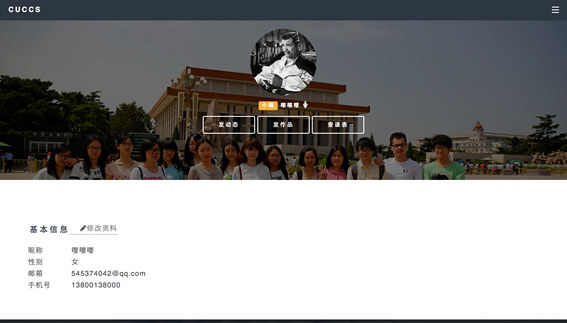 CUCCS
小编 嘤嘤嘤
发动态 发作品 查课表
基本信息 修改资料
昵称 嘤嘤嘤
性别 女
邮箱 545374042@qq.com
手机号 13800138000